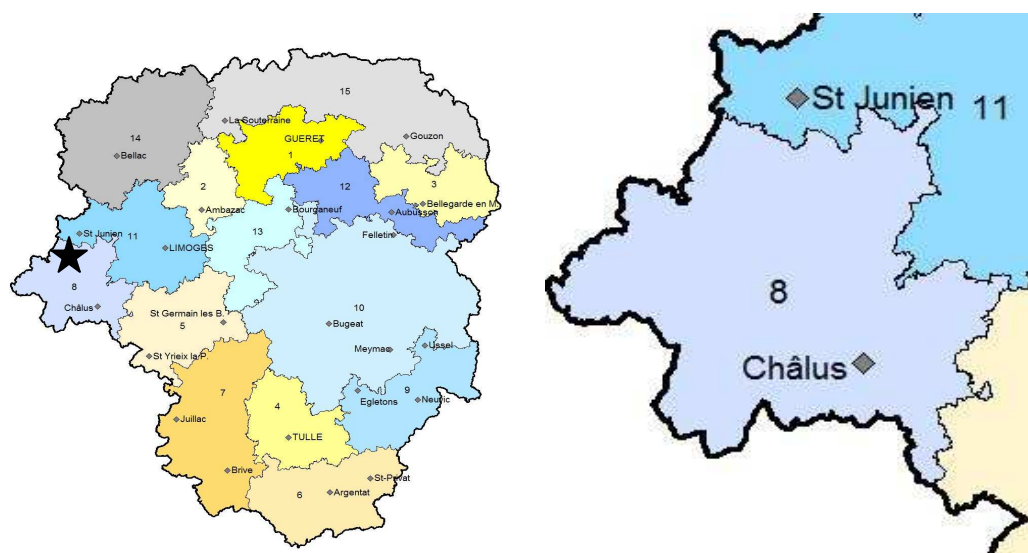 15
La Souterraine
14
GUERET
Gouzon
Bellac
1
2
12
3
Ambazac
Bourganeuf
Aubusson
Bellegarde en M.
St Junien
11
13
Felletin
LIMOGES
8
Châlus
St Germain les B.
10
5
Bugeat
Meymac
Ussel
St Yrieix la P.
7
9
Egletons
Neuvic
4
Juillac
TULLE
Brive
6
Argentat
St-Privat
St Junien
11
8
Châlus